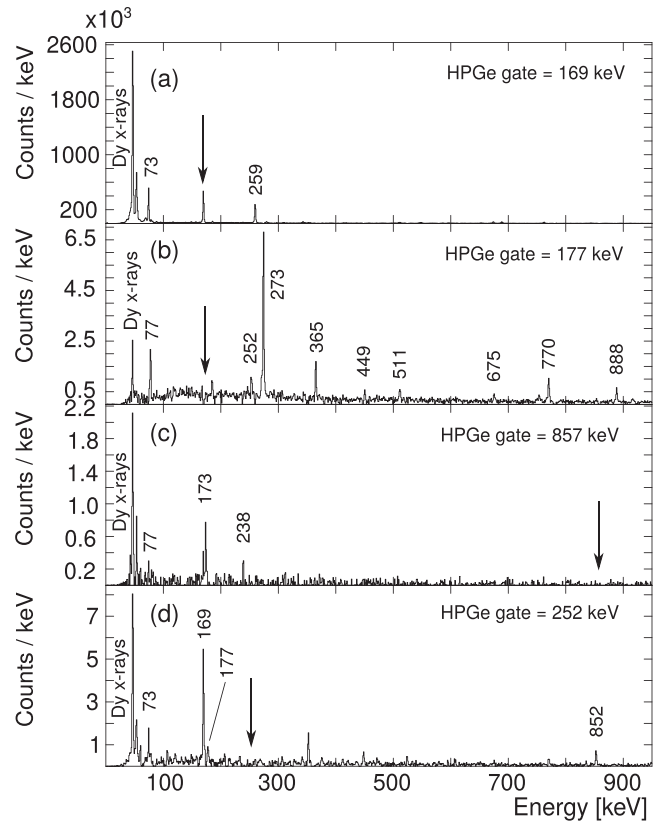 x10³
2600
1800
1000
200
Counts / keV
Dy x-rays
(a)
HPGe gate = 169 keV
73
259
6.5
4.5
2.5
0.5
Counts / keV
Dy x-rays
(b)
HPGe gate = 177 keV
77
252
273
365
449
511
675
770
888
2.2
1.8
1.4
1.0
0.6
0.2
Counts / keV
Dy x-rays
(c)
HPGe gate = 857 keV
77
173
238
7
5
3
1
Counts / keV
Dy x-rays
(d)
HPGe gate = 252 keV
73
169
177
852
100 300 500 700 900
Energy [keV]